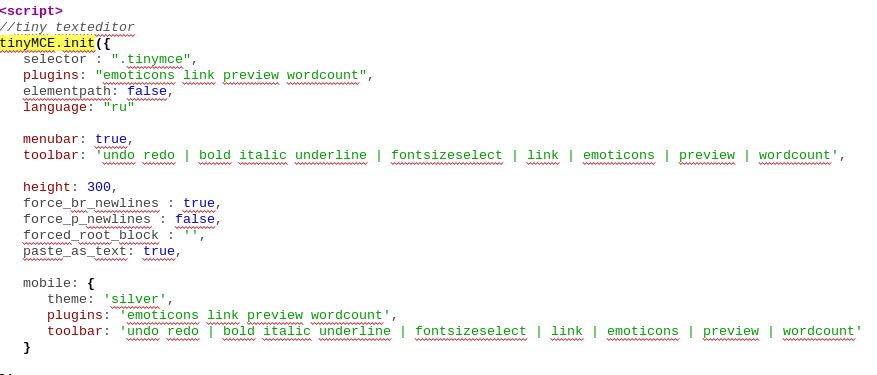 <script>
//tiny texteditor
tinyMCE.init({
selector : ".tinymce",
plugins: "emoticons link preview wordcount",
elementpath: false,
language: "ru"
menubar: true,
toolbar: 'undo redo | bold italic underline | fontsizeselect | link | emoticons | preview | wordcount',
height: 300,
force_br_newlines : true,
force_p_newlines : false,
forced_root_block : '',
paste_as_text: true,
mobile: {
theme: 'silver',
plugins: 'emoticons link preview wordcount',
toolbar: 'undo redo | bold italic underline | fontsizeselect | link | emoticons | preview | wordcount'
}